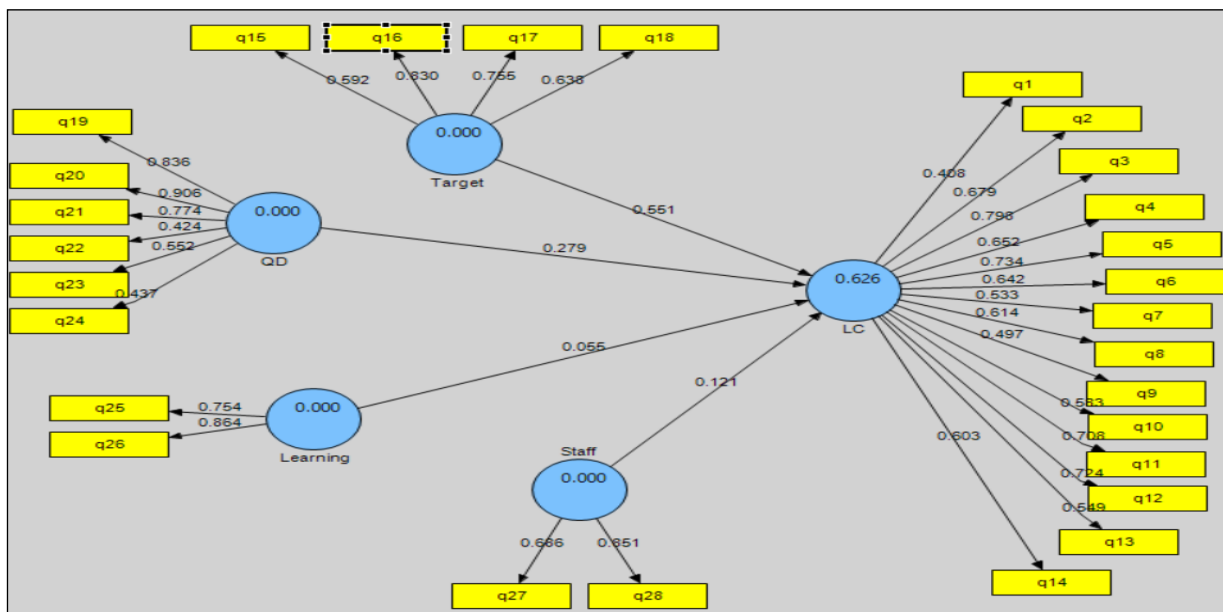 q15
q16
q17
q18
0.592
0.830
0.755
0.638
0.000
Target
q19
q20
q21
q22
q23
q24
0.836
0.906
0.774
0.424
0.552
0.437
0.000
QD
0.551
0.279
0.055
0.121
q25
q26
0.754
0.864
0.000
Learning
Staff
0.000
0.686
0.851
q27
q28
0.626
LC
0.408
0.679
0.798
0.652
0.734
0.642
0.533
0.614
0.497
0.583
0.708
0.724
0.549
0.603
q1
q2
q3
q4
q5
q6
q7
q8
q9
q10
q11
q12
q13
q14